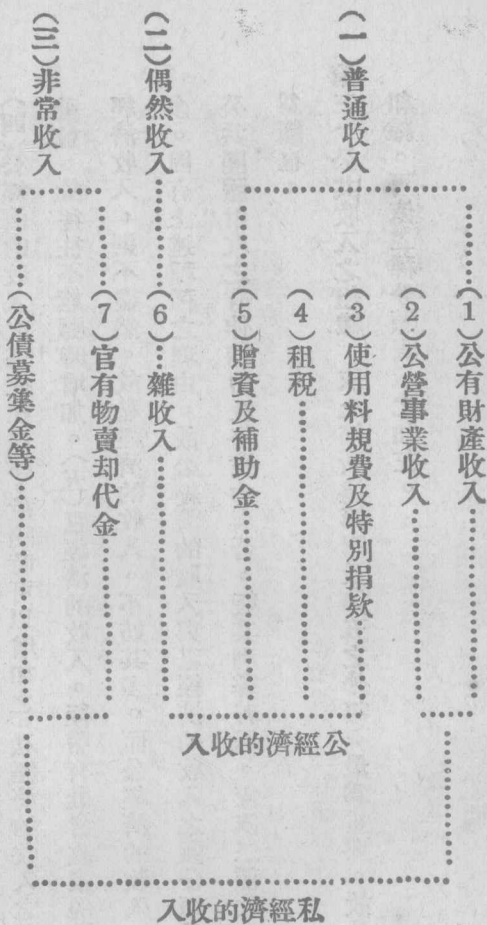 （一）普通收入
（1）公有財產收入
（2）公營事業收入
（3）使用料規費及特別捐欵
（4）租稅
（5）贈資及補助金
（二）偶然收入
（6）雜收入
（三）非常收入
（7）官有物賣却代金
（公債募集金等）
入收的濟經公
入收的濟經私